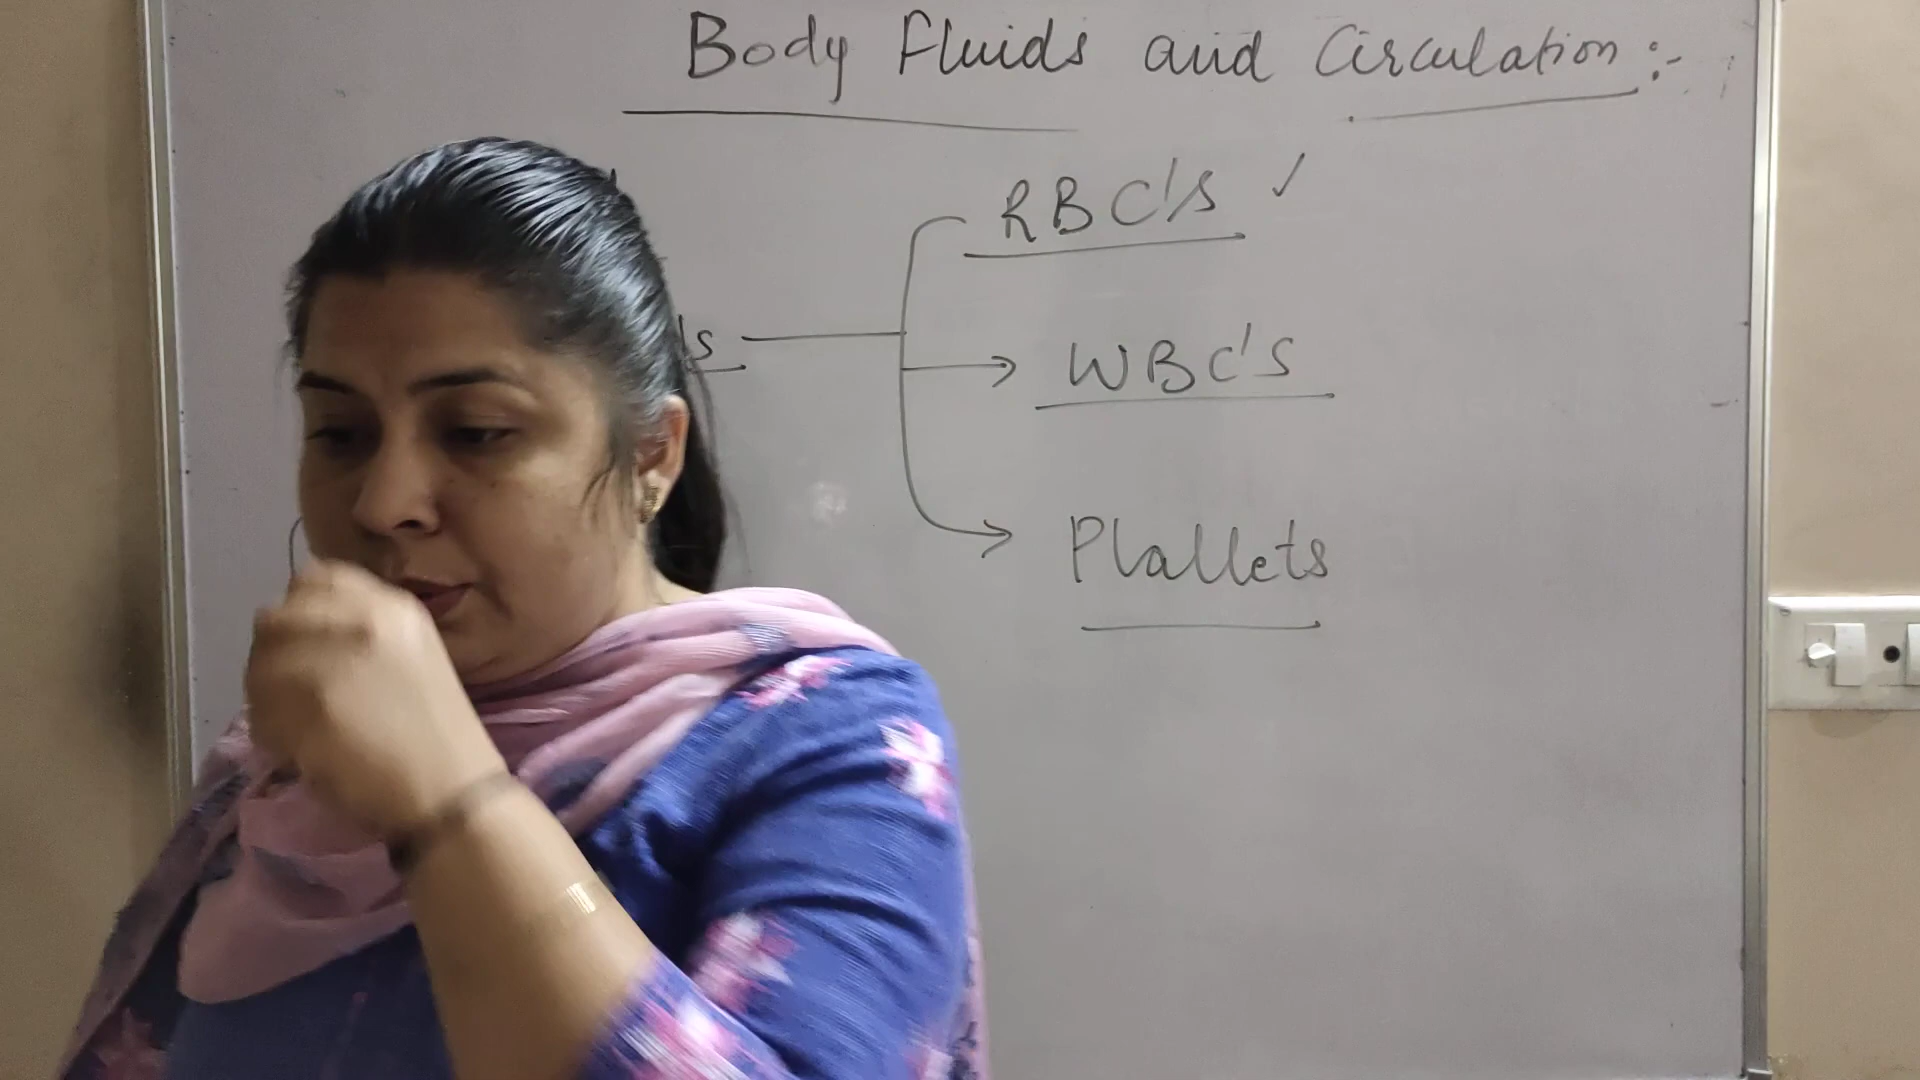 Body Fluids and Circulation :-
RBC's ✓
WBC's
Plallets